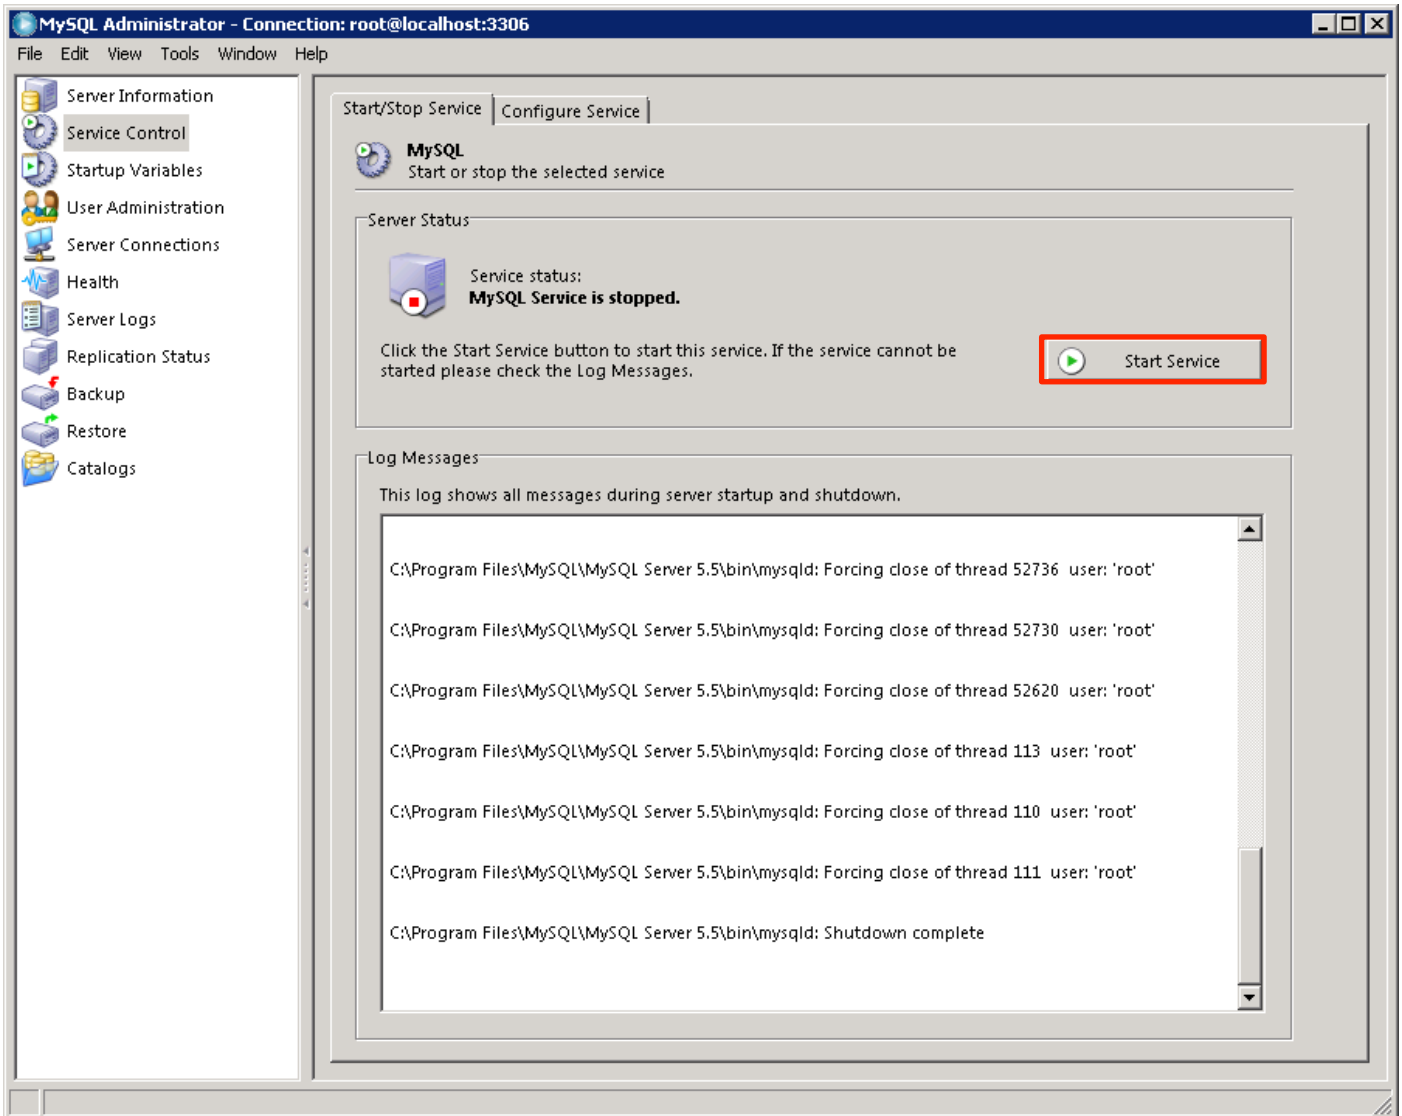 MySQL Administrator - Connection: root@localhost:3306
File Edit View Tools Window Help
Server Information
Service Control
Startup Variables
User Administration
Server Connections
Health
Server Logs
Replication Status
Backup
Restore
Catalogs
Start/Stop Service Configure Service
MySQL
Start or stop the selected service
Server Status
Service status:
MySQL Service is stopped.
Click the Start Service button to start this service. If the service cannot be
started please check the Log Messages.
Start Service
Log Messages
This log shows all messages during server startup and shutdown.
C:\Program Files\MySQL\MySQL Server 5.5\bin\mysqld: Forcing close of thread 52736 user: 'root'
C:\Program Files\MySQL\MySQL Server 5.5\bin\mysqld: Forcing close of thread 52730 user: 'root'
C:\Program Files\MySQL\MySQL Server 5.5\bin\mysqld: Forcing close of thread 52620 user: 'root'
C:\Program Files\MySQL\MySQL Server 5.5\bin\mysqld: Forcing close of thread 113 user: 'root'
C:\Program Files\MySQL\MySQL Server 5.5\bin\mysqld: Forcing close of thread 110 user: 'root'
C:\Program Files\MySQL\MySQL Server 5.5\bin\mysqld: Forcing close of thread 111 user: 'root'
C:\Program Files\MySQL\MySQL Server 5.5\bin\mysqld: Shutdown complete